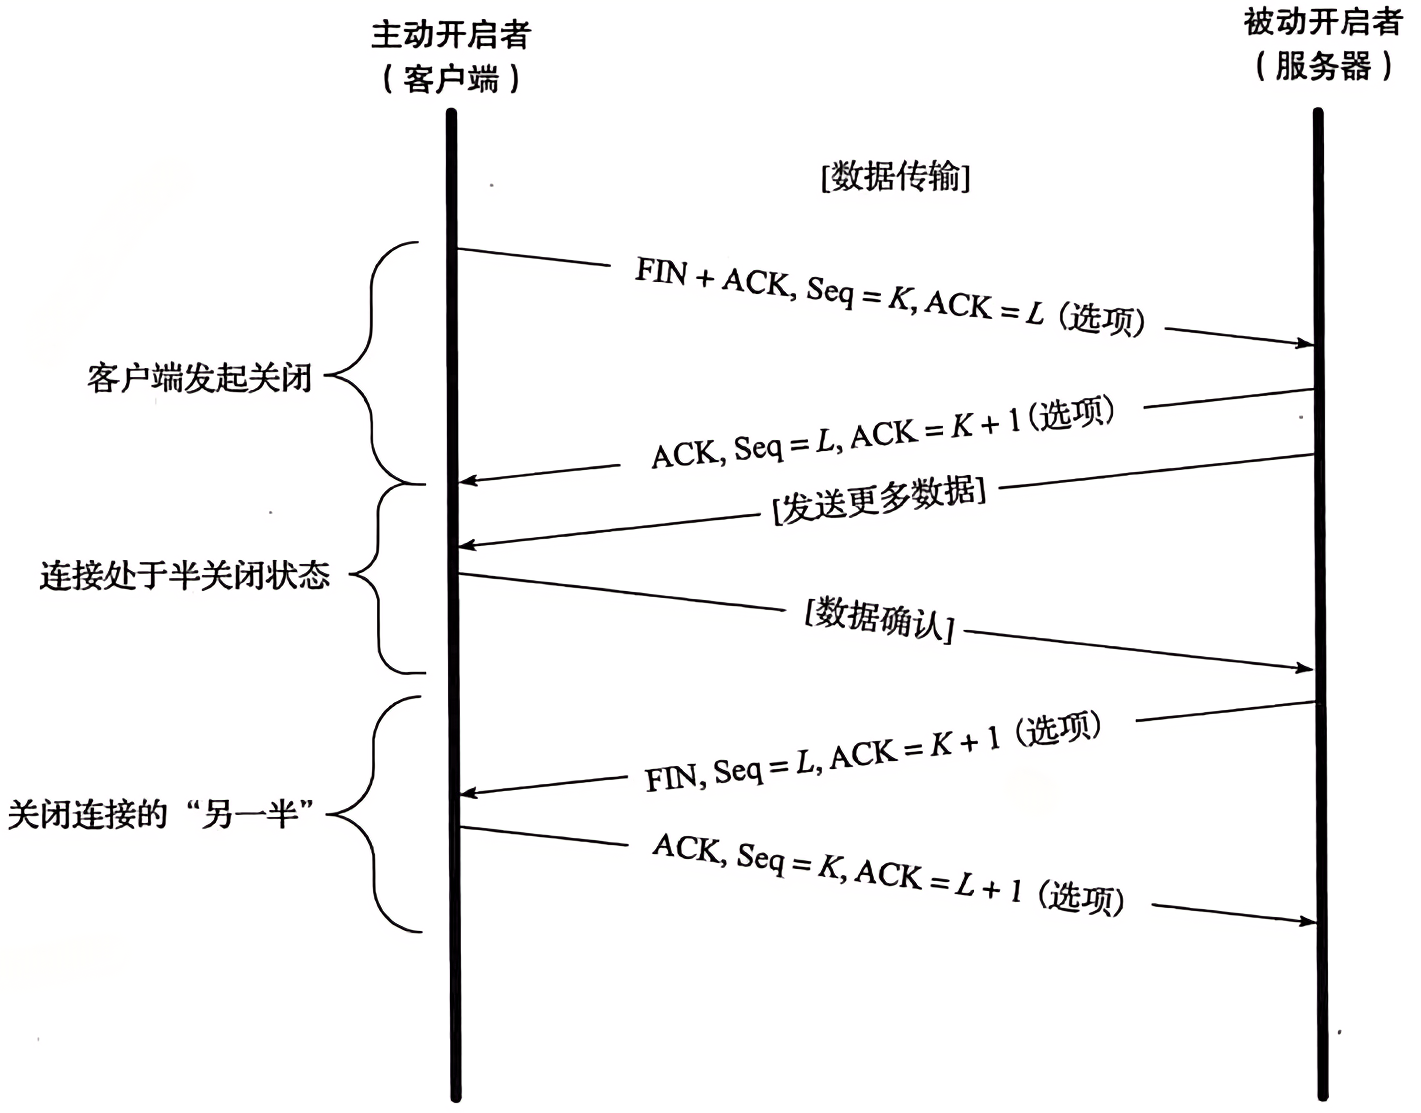 主动开启者
（客户端）
被动开启者
（服务器）
[数据传输]
FIN + ACK, Seq = K, ACK = L（选项）
客户端发起关闭
ACK, Seq = L, ACK = K + 1（选项）
[发送更多数据]
连接处于半关闭状态
[数据确认]
FIN, Seq = L, ACK = K + 1（选项）
关闭连接的“另一半”
ACK, Seq = K, ACK = L + 1（选项）